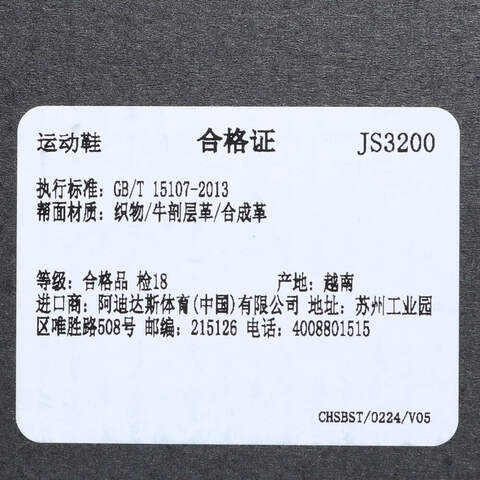 运动鞋 合格证 JS3200
执行标准：GB/T 15107-2013
帮面材质：织物/牛剖层革/合成革
等级：合格品 检18 产地：越南
进口商：阿迪达斯体育(中国)有限公司 地址：苏州工业园
区唯胜路508号 邮编：215126 电话：4008801515
CHSBST/0224/V05